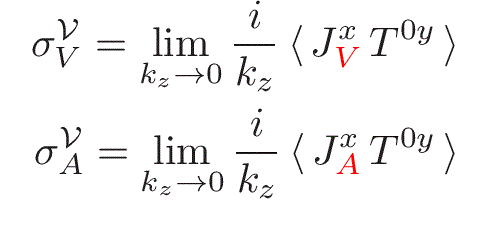 σ_V^𝒱 = lim_{k_z→0} i/k_z ⟨ J_V^x T^{0y} ⟩
σ_A^𝒱 = lim_{k_z→0} i/k_z ⟨ J_A^x T^{0y} ⟩